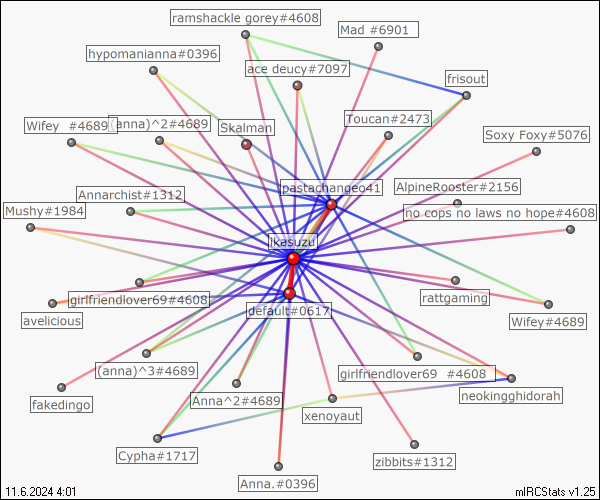 ramshackle gorey#4608
Mad #6901
hypomanianna#0396
ace deucy#7097
frisout
Wifey #4689
(anna)^2#4689
Skalman
Toucan#2473
Soxy Foxy#5076
Annarchist#1312
pastachangeo41
AlpineRooster#2156
Mushy#1984
no cops no laws no hope#4608
ikasuzu
girlfriendlover69#4608
rattgaming
avelicious
default#0617
Wifey#4689
(anna)^3#4689
girlfriendlover69 #4608
neokingghidorah
fakedingo
Anna^2#4689
xenoyaut
Cypha#1717
zibbits#1312
Anna.#0396
11.6.2024 4:01
mIRCStats v1.25